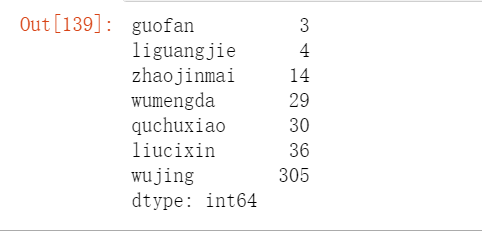 Out[139]: guofan 3
liguangjie 4
zhaojinmai 14
wumengda 29
quchuxiao 30
liucixin 36
wujing 305
dtype: int64